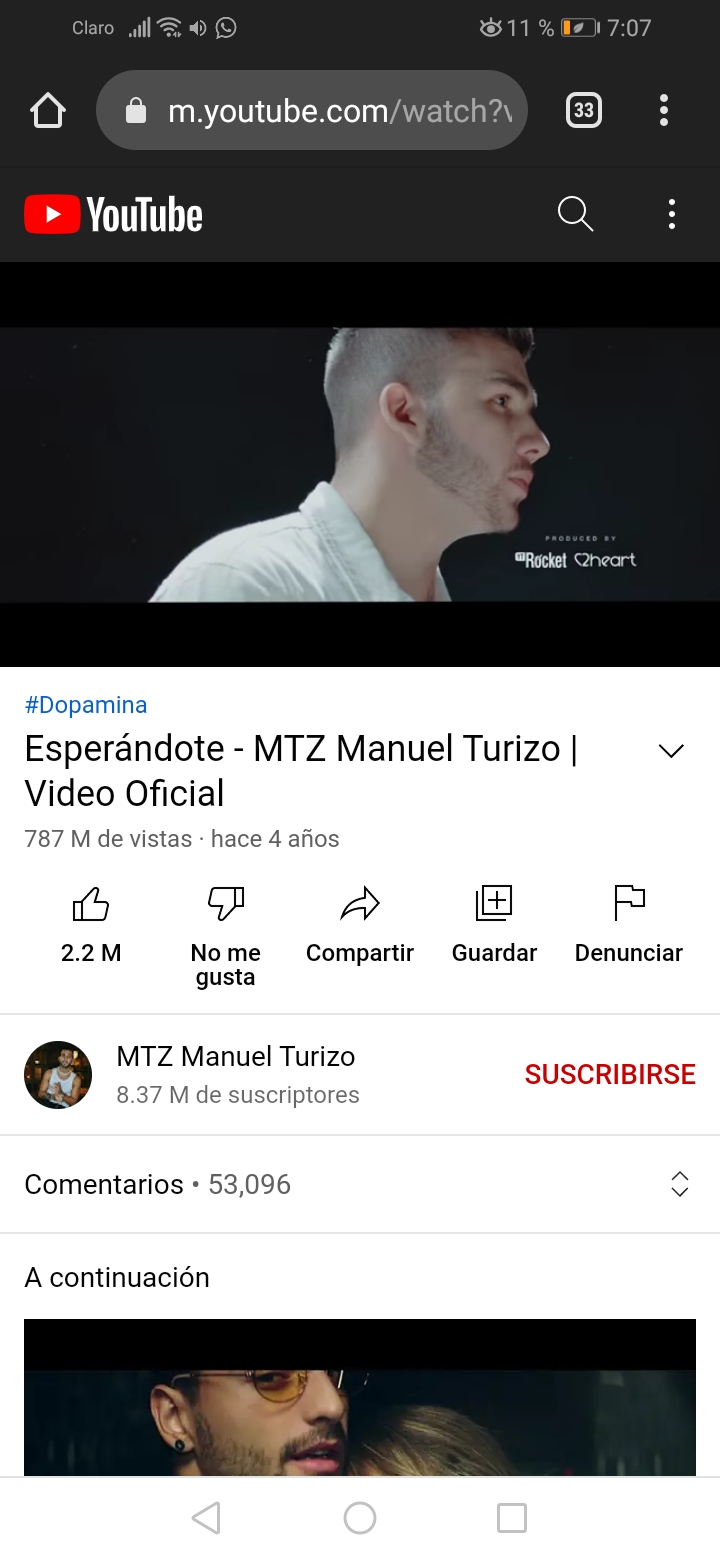 Claro 11 % 7:07
m.youtube.com/watch?v 33
YouTube
PRODUCED BY
Rocket 2heart
#Dopamina
Esperándote - MTZ Manuel Turizo |
Video Oficial
787 M de vistas · hace 4 años
2.2 M No me gusta Compartir Guardar Denunciar
MTZ Manuel Turizo
8.37 M de suscriptores
SUSCRIBIRSE
Comentarios • 53,096
A continuación